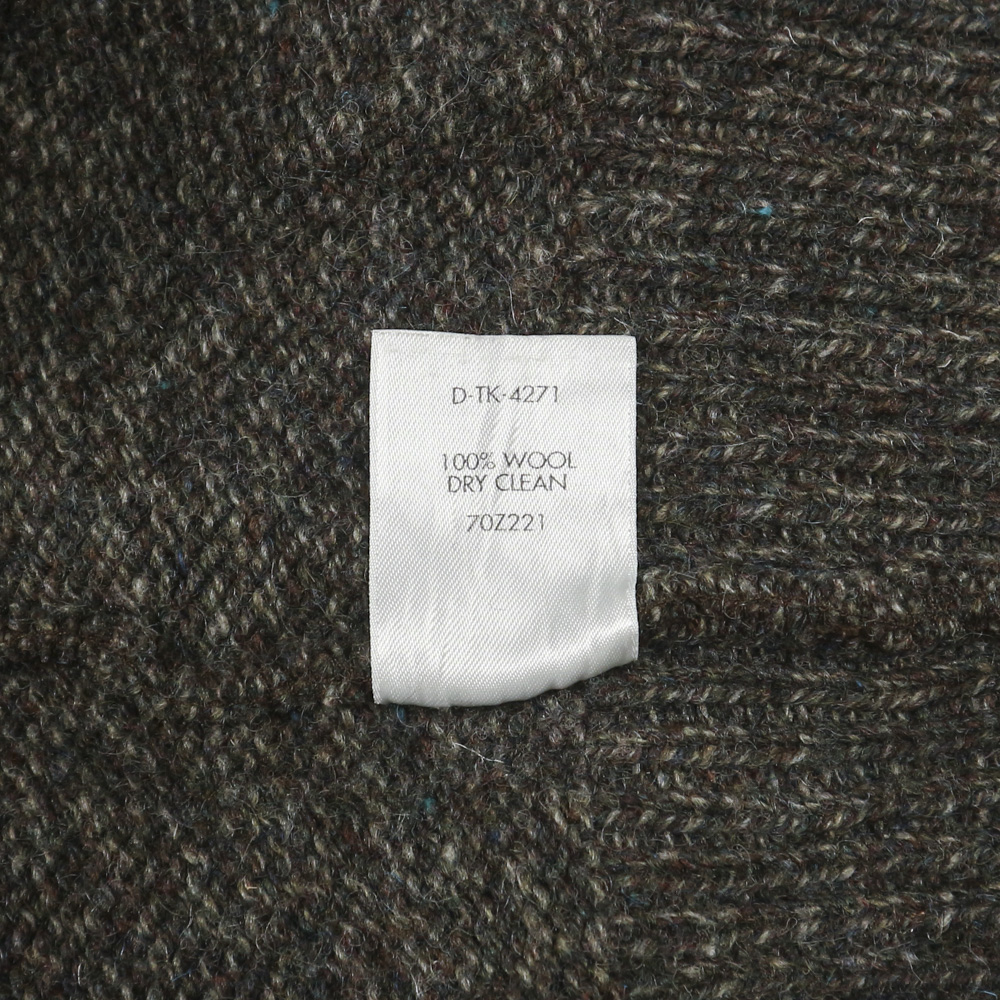 D-TK-4271
100% WOOL
DRY CLEAN
70Z221